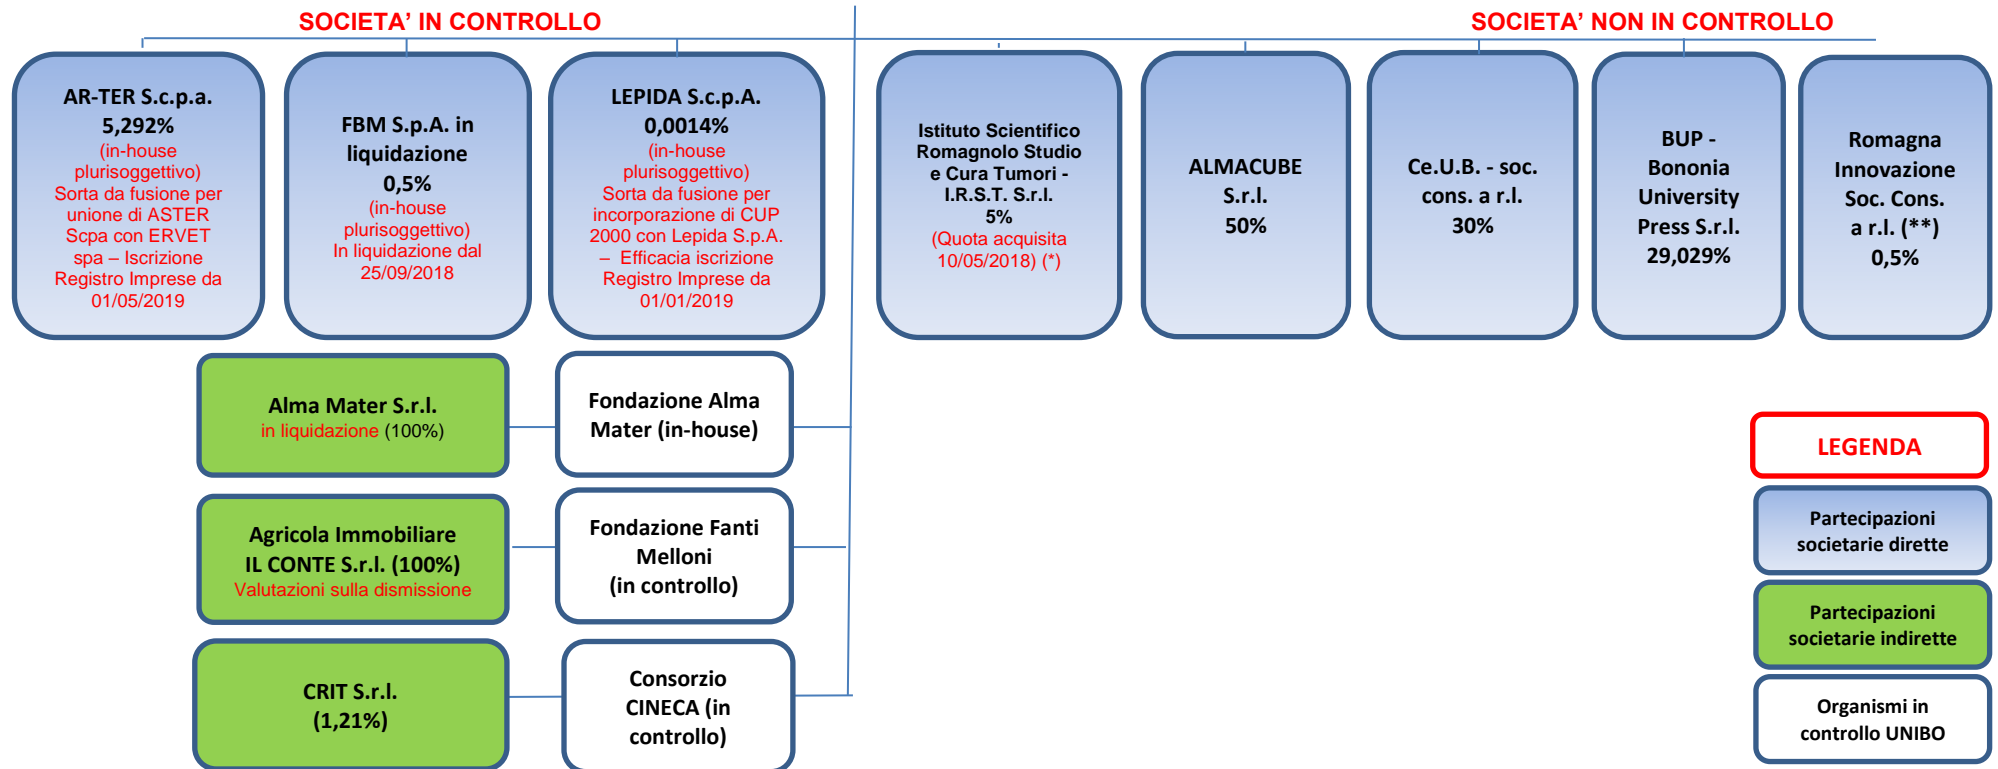 SOCIETA' IN CONTROLLO
SOCIETA' NON IN CONTROLLO
AR-TER S.c.p.a.
5,292%
(in-house
plurisoggettivo)
Sorta da fusione per
unione di ASTER
Scpa con ERVET
spa – Iscrizione
Registro Imprese da
01/05/2019
FBM S.p.A. in
liquidazione
0,5%
(in-house
plurisoggettivo)
In liquidazione dal
25/09/2018
LEPIDA S.c.p.A.
0,0014%
(in-house
plurisoggettivo)
Sorta da fusione per
incorporazione di CUP
2000 con Lepida S.p.A.
– Efficacia iscrizione
Registro Imprese da
01/01/2019
Istituto Scientifico
Romagnolo Studio
e Cura Tumori -
I.R.S.T. S.r.l.
5%
(Quota acquisita
10/05/2018) (*)
ALMACUBE
S.r.l.
50%
Ce.U.B. - soc.
cons. a r.l.
30%
BUP -
Bononia
University
Press S.r.l.
29,029%
Romagna
Innovazione
Soc. Cons.
a r.l. (**)
0,5%
Alma Mater S.r.l.
in liquidazione (100%)
Fondazione Alma
Mater (in-house)
Agricola Immobiliare
IL CONTE S.r.l. (100%)
Valutazioni sulla dismissione
Fondazione Fanti
Melloni
(in controllo)
CRIT S.r.l.
(1,21%)
Consorzio
CINECA (in
controllo)
LEGENDA
Partecipazioni
societarie dirette
Partecipazioni
societarie indirette
Organismi in
controllo UNIBO